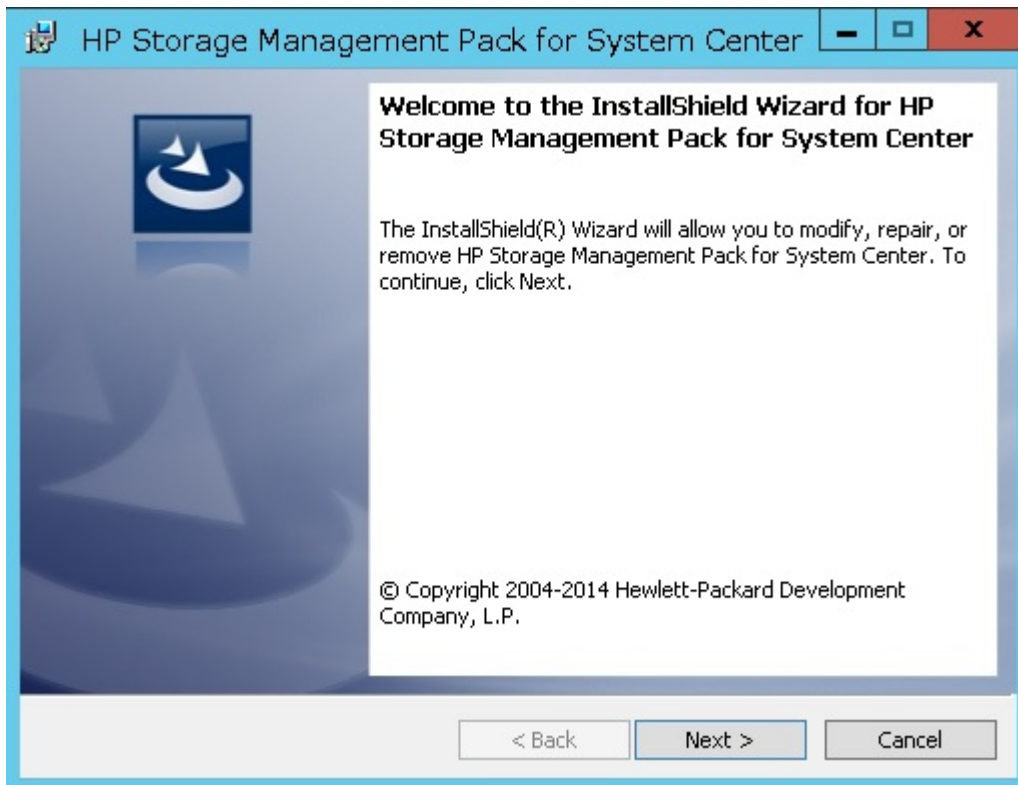 HP Storage Management Pack for System Center
Welcome to the InstallShield Wizard for HP
Storage Management Pack for System Center
The InstallShield(R) Wizard will allow you to modify, repair, or
remove HP Storage Management Pack for System Center. To
continue, click Next.
© Copyright 2004-2014 Hewlett-Packard Development
Company, L.P.
< Back
Next >
Cancel